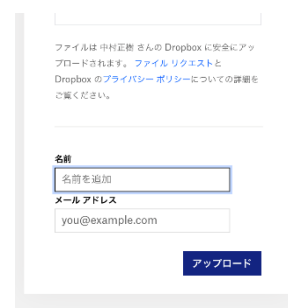 ファイルは 中村正樹 さんの Dropbox に安全にアッ
プロードされます。 ファイル リクエストと
Dropbox のプライバシー ポリシーについての詳細を
ご覧ください。
名前
名前を追加
メール アドレス
you@example.com
アップロード